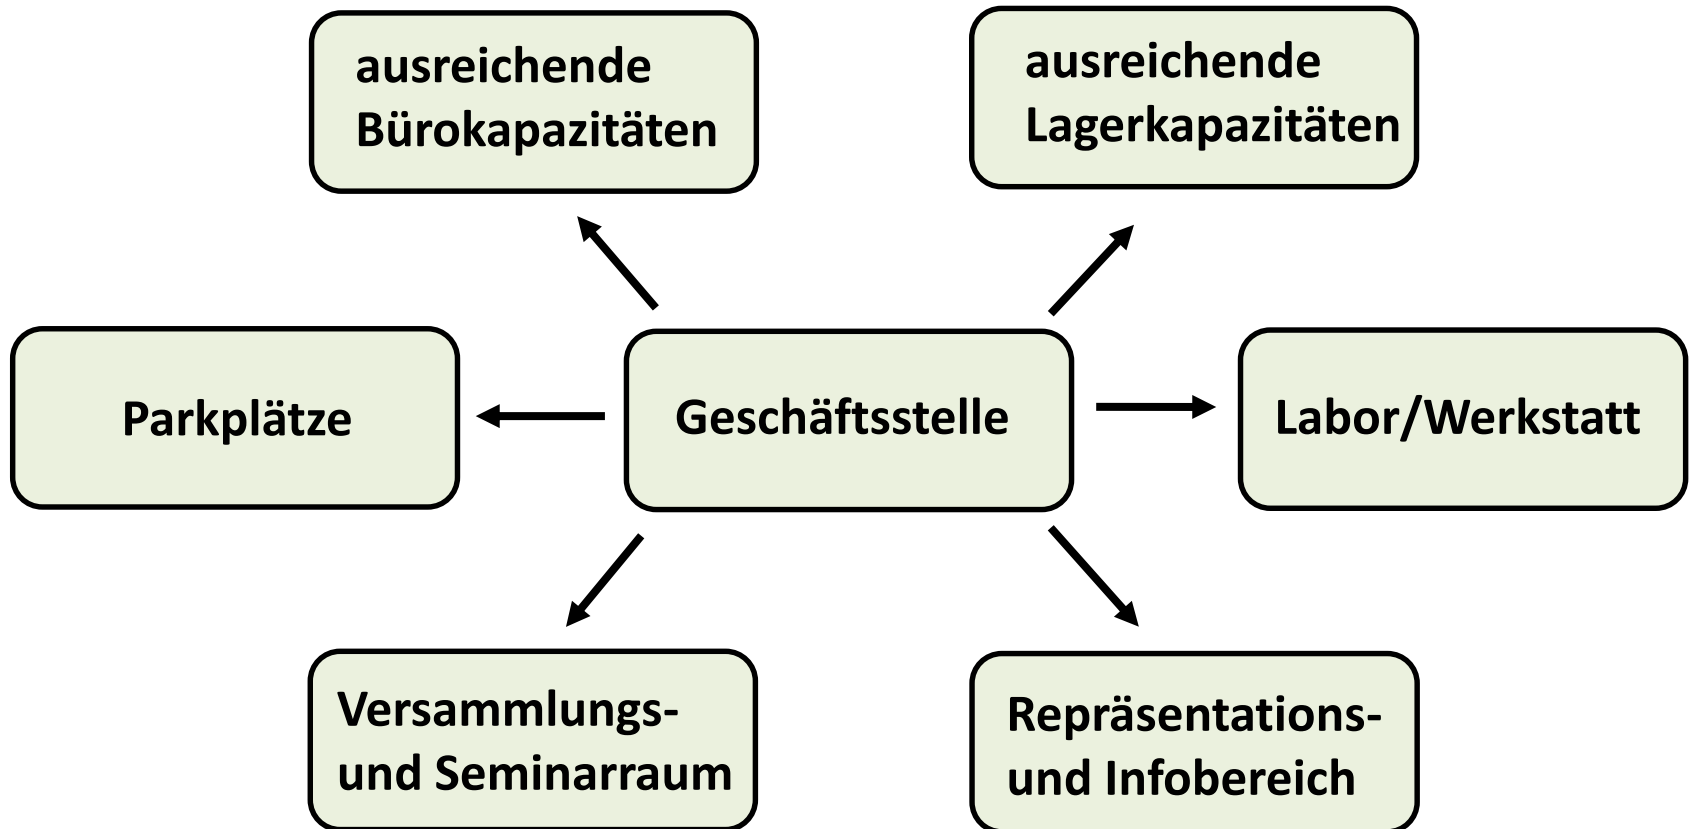 ausreichende
Bürokapazitäten
ausreichende
Lagerkapazitäten
Parkplätze
Geschäftsstelle
Labor/Werkstatt
Versammlungs-
und Seminarraum
Repräsentations-
und Infobereich